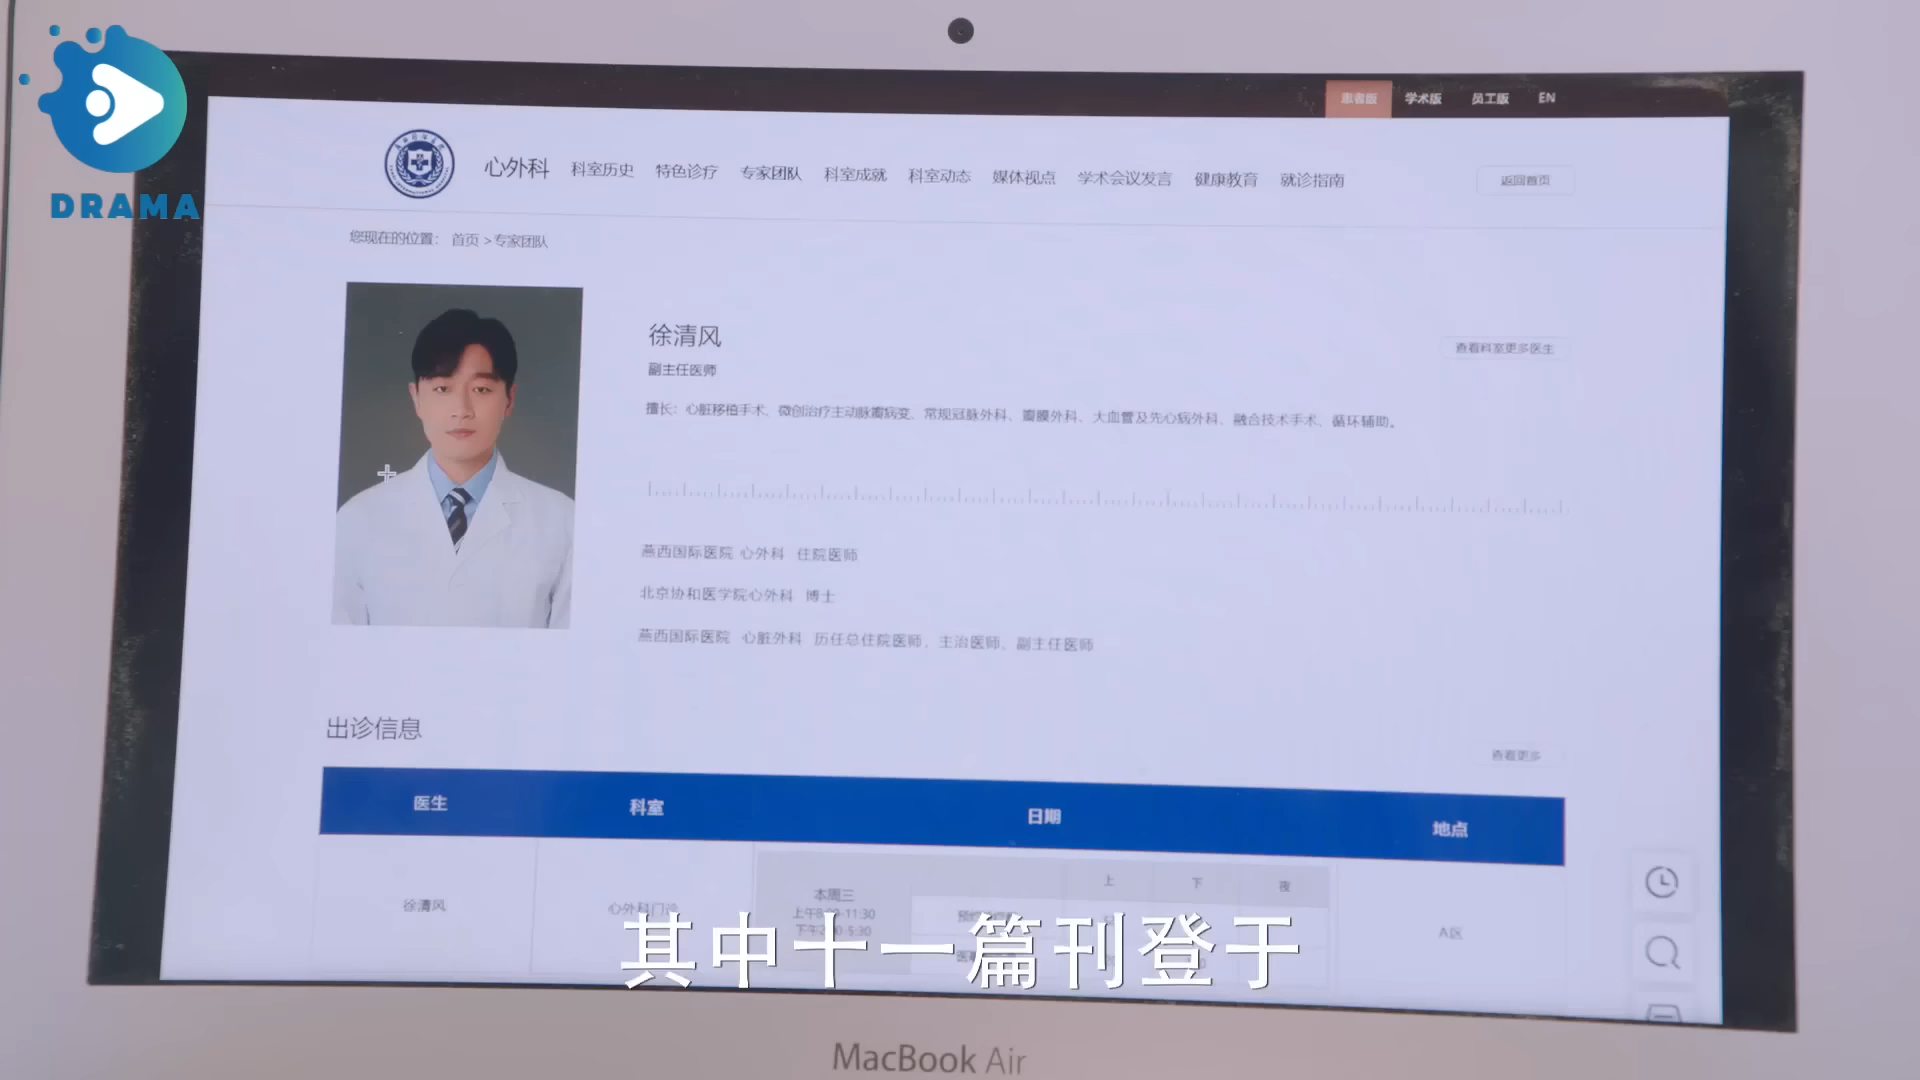 DRAMA
患者版 学术版 员工版 EN
心外科 科室历史 特色诊疗 专家团队 科室成就 科室动态 媒体视点 学术会议发言 健康教育 就诊指南 返回首页
您现在的位置： 首页 >专家团队
徐清风
查看科室更多医生
副主任医师
擅长：心脏移植手术、微创治疗主动脉瓣病变、常规冠脉外科、瓣膜外科、大血管及先心病外科、融合技术手术、循环辅助。
燕西国际医院 心外科 住院医师
北京协和医学院心外科 博士
燕西国际医院 心脏外科 历任总住院医师，主治医师、副主任医师
出诊信息
查看更多
医生 科室 日期 地点
上 下 夜
本周三
徐清风 心外科门诊 上午8:00-11:30 A区
其中十一篇刊登于
MacBook Air